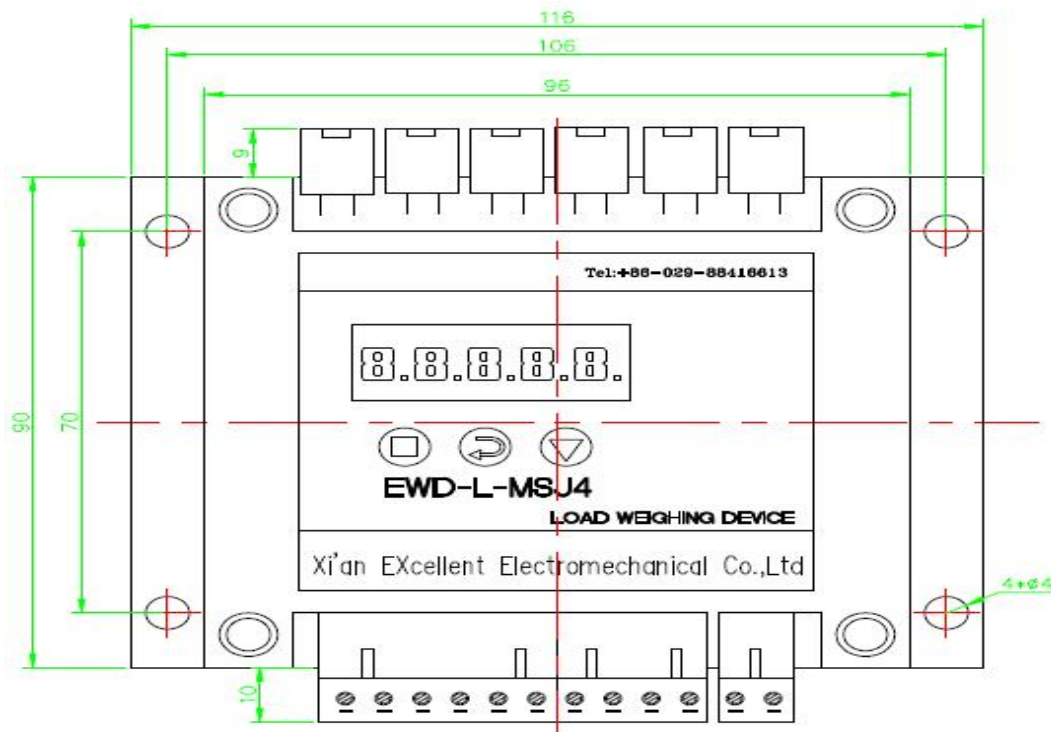 116
106
96
9
Tel:+86-029-88416613
8.8.8.8.8.
90
70
EWD-L-MSJ4
LOAD WEIGHING DEVICE
Xi'an EXcellent Electromechanical Co.,Ltd
4*ø4
10